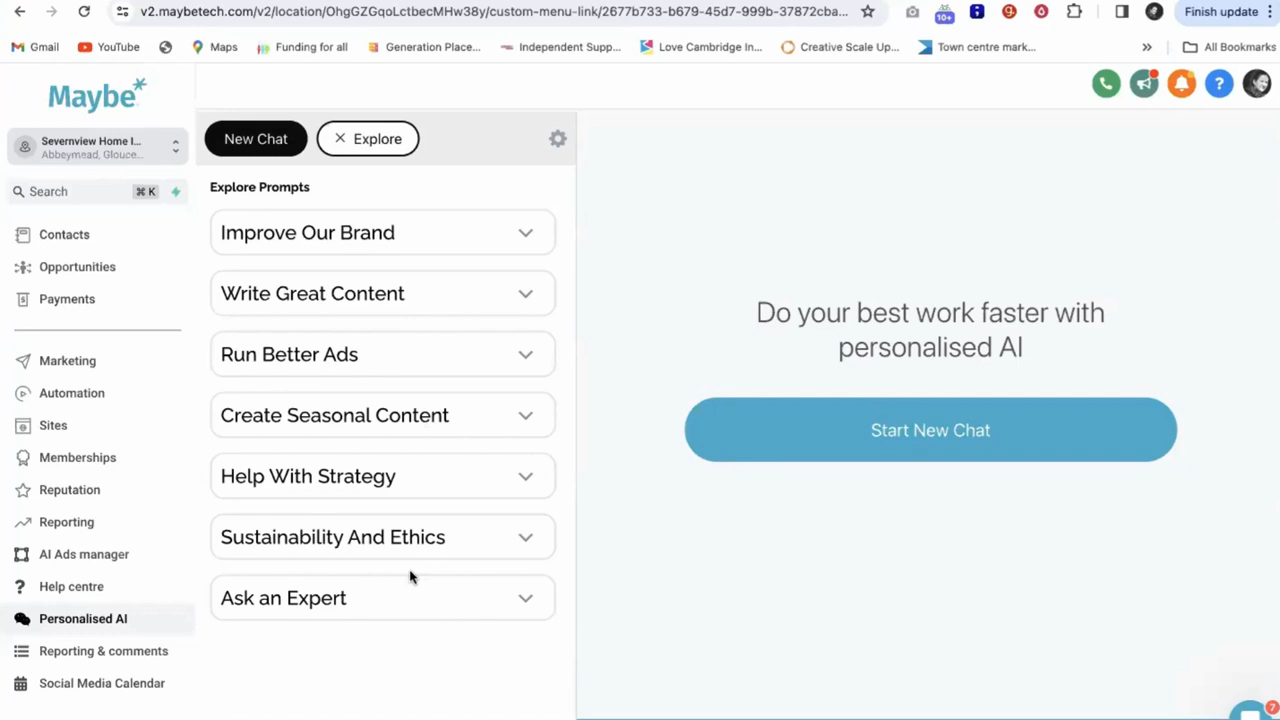 v2.maybetech.com/v2/location/OhgGZGqoLctbecMHw38y/custom-menu-link/2677b733-b679-45d7-999b-37872cba...
10+
Finish update
Gmail
YouTube
Maps
Funding for all
Generation Place...
Independent Supp...
Love Cambridge In...
Creative Scale Up...
Town centre mark...
»
All Bookmarks
Maybe*
Severnview Home I...
Abbeymead, Glouce...
Search
⌘ K
Contacts
Opportunities
Payments
Marketing
Automation
Sites
Memberships
Reputation
Reporting
AI Ads manager
Help centre
Personalised AI
Reporting & comments
Social Media Calendar
New Chat
Explore
Explore Prompts
Improve Our Brand
Write Great Content
Run Better Ads
Create Seasonal Content
Help With Strategy
Sustainability And Ethics
Ask an Expert
Do your best work faster with
personalised AI
Start New Chat
7